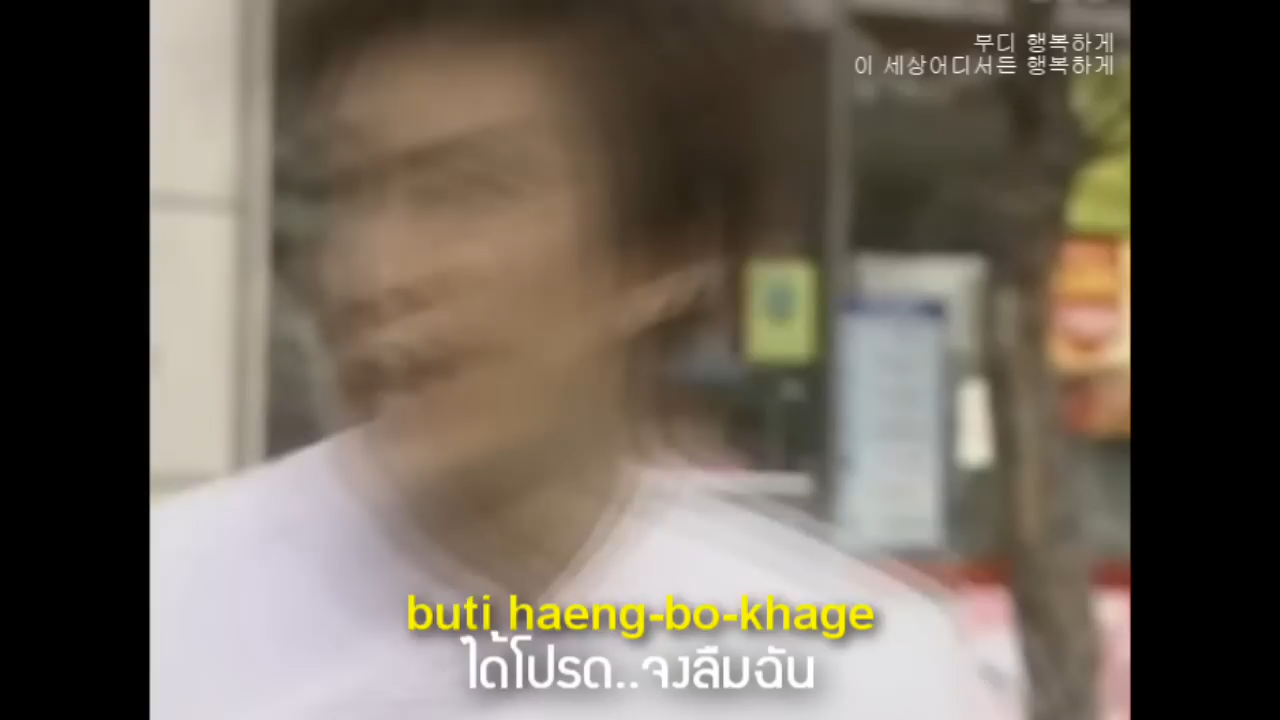 부디 행복하게
이 세상어디서든 행복하게
buti haeng-bo-khage
ได้โปรด..จงลืมฉัน